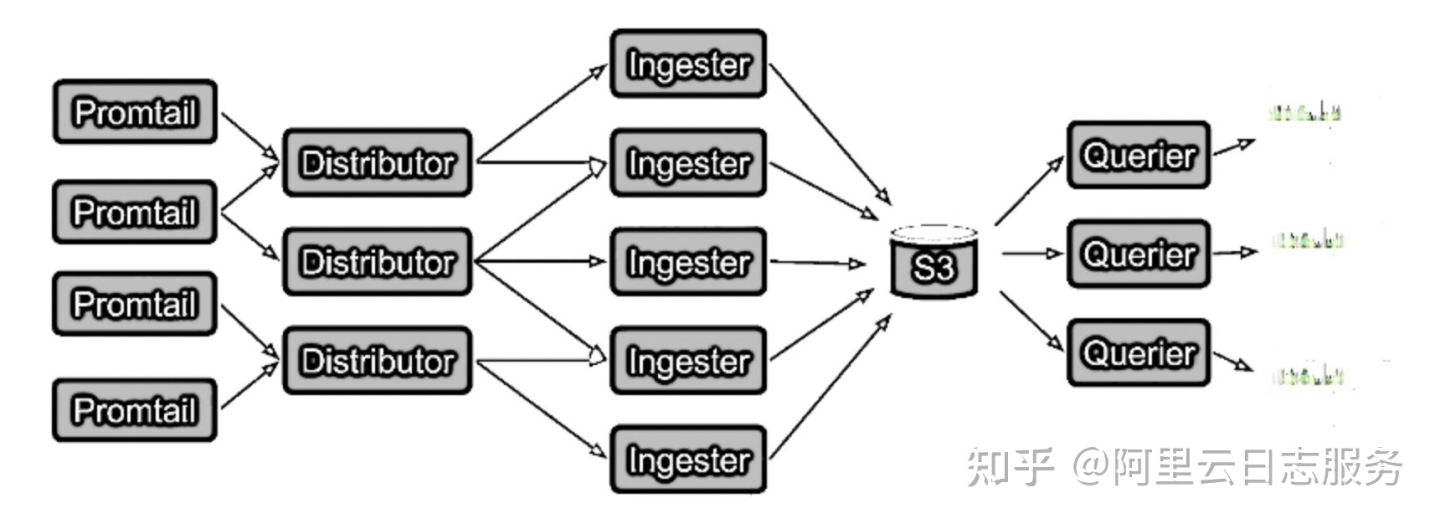 Promtail
Promtail
Promtail
Promtail
Distributor
Distributor
Distributor
Ingester
Ingester
Ingester
Ingester
Ingester
S3
Querier
Querier
Querier
知乎 @阿里云日志服务